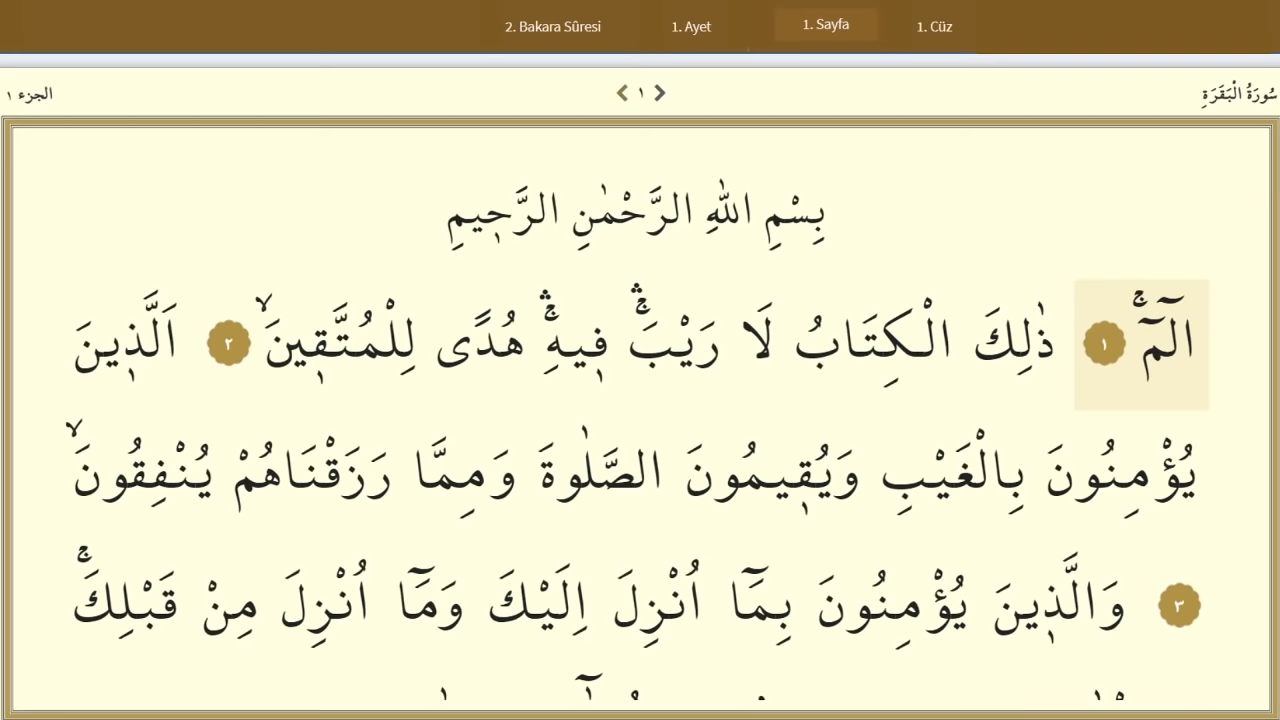 2. Bakara Sûresi 1. Ayet 1. Sayfa 1. Cüz
سُورَةُ الْبَقَرَةِ ١ الجزء ١
بِسْمِ اللهِ الرَّحْمٰنِ الرَّح۪يمِ
الٓمٓۚ ١ ذٰلِكَ الْكِتَابُ لَا رَيْبَۚۛ ف۪يهِۚۛ هُدًى لِلْمُتَّق۪ينَۙ ٢ اَلَّذ۪ينَ
يُؤْمِنُونَ بِالْغَيْبِ وَيُق۪يمُونَ الصَّلٰوةَ وَمِمَّا رَزَقْنَاهُمْ يُنْفِقُونَۙ
٣ وَالَّذ۪ينَ يُؤْمِنُونَ بِمَٓا اُنْزِلَ اِلَيْكَ وَمَٓا اُنْزِلَ مِنْ قَبْلِكَۚ